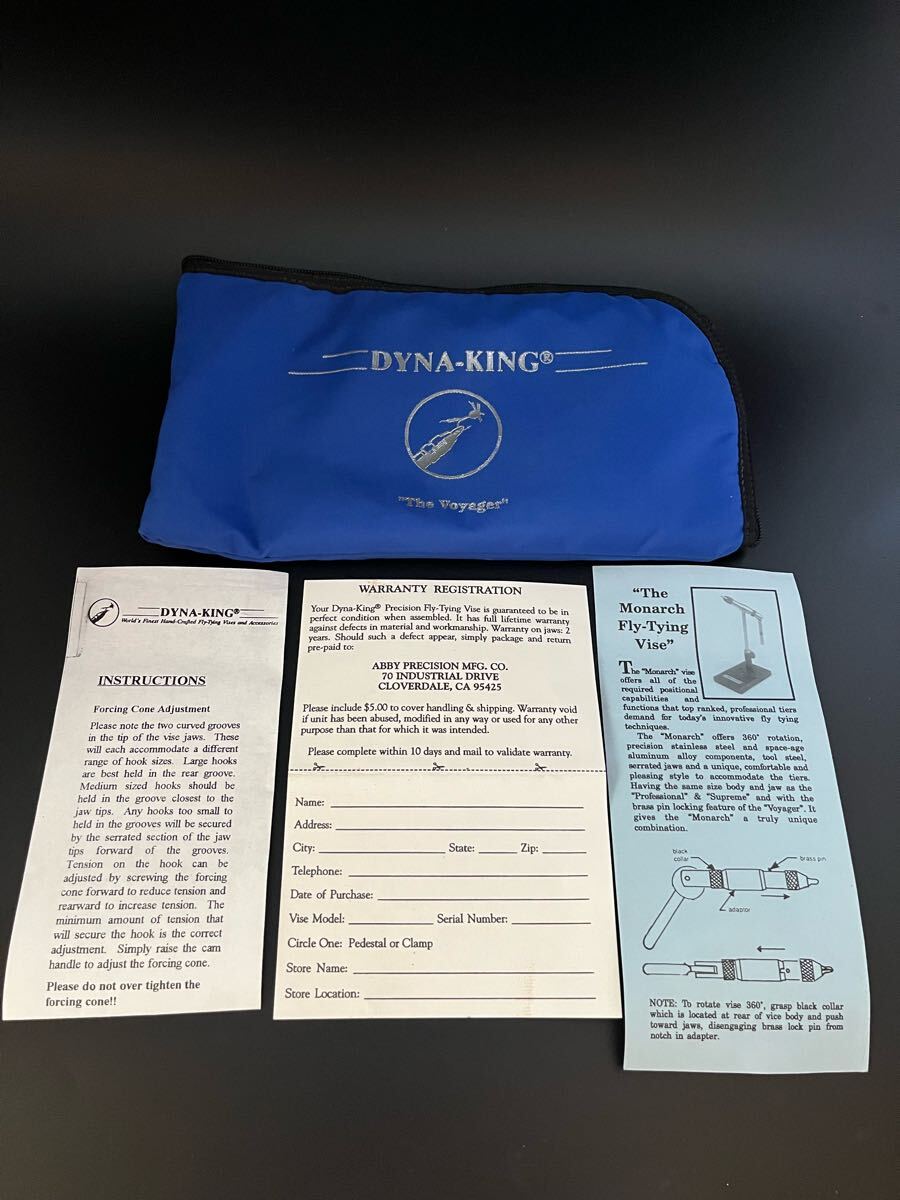 DYNA-KING®
"The Voyager"
DYNA-KING®
World's Finest Hand-Crafted Fly-Tying Vises and Accessories
INSTRUCTIONS
Forcing Cone Adjustment
Please note the two curved grooves
in the tip of the vise jaws. These
will each accommodate a different
range of hook sizes. Large hooks
are best held in the rear groove.
Medium sized hooks should be
held in the groove closest to the
jaw tips. Any hooks too small to
held in the grooves will be secured
by the serrated section of the jaw
tips forward of the grooves.
Tension on the hook can be
adjusted by screwing the forcing
cone forward to reduce tension and
rearward to increase tension. The
minimum amount of tension that
will secure the hook is the correct
adjustment. Simply raise the cam
handle to adjust the forcing cone.
Please do not over tighten the
forcing cone!!
WARRANTY REGISTRATION
Your Dyna-King® Precision Fly-Tying Vise is guaranteed to be in
perfect condition when assembled. It has full lifetime warranty
against defects in material and workmanship. Warranty on jaws: 2
years. Should such a defect appear, simply package and return
pre-paid to:
ABBY PRECISION MFG. CO.
70 INDUSTRIAL DRIVE
CLOVERDALE, CA 95425
Please include $5.00 to cover handling & shipping. Warranty void
if unit has been abused, modified in any way or used for any other
purpose than that for which it was intended.
Please complete within 10 days and mail to validate warranty.
Name:
Address:
City: State: Zip:
Telephone:
Date of Purchase:
Vise Model: Serial Number:
Circle One: Pedestal or Clamp
Store Name:
Store Location:
"The
Monarch
Fly-Tying
Vise"
The "Monarch" vise
offers all of the
required positional
capabilities and
functions that top ranked, professional tiers
demand for today's innovative fly tying
techniques.
The "Monarch" offers 360° rotation,
precision stainless steel and space-age
aluminum alloy components, tool steel,
serrated jaws and a unique, comfortable and
pleasing style to accommodate the tiers.
Having the same size body and jaw as the
"Professional" & "Supreme" and with the
brass pin locking feature of the "Voyager". It
gives the "Monarch" a truly unique
combination.
black
collar
brass pin
adaptor
NOTE: To rotate vise 360°, grasp black collar
which is located at rear of vice body and push
toward jaws, disengaging brass lock pin from
notch in adapter.